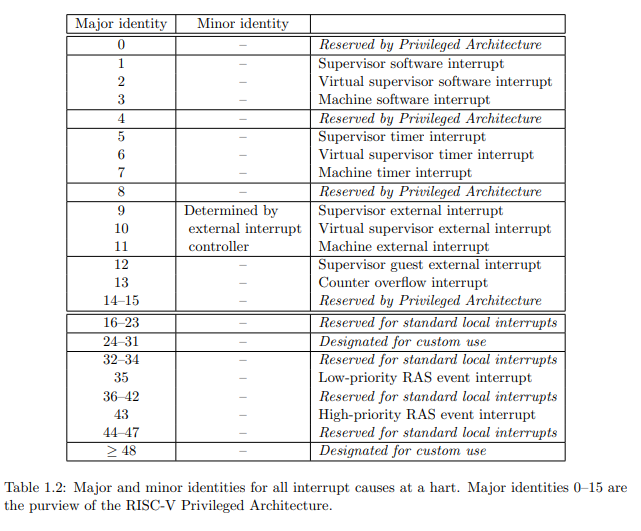 Major identity Minor identity
0 – Reserved by Privileged Architecture
1 – Supervisor software interrupt
2 – Virtual supervisor software interrupt
3 – Machine software interrupt
4 – Reserved by Privileged Architecture
5 – Supervisor timer interrupt
6 – Virtual supervisor timer interrupt
7 – Machine timer interrupt
8 – Reserved by Privileged Architecture
9 Determined by Supervisor external interrupt
10 external interrupt Virtual supervisor external interrupt
11 controller Machine external interrupt
12 – Supervisor guest external interrupt
13 – Counter overflow interrupt
14–15 – Reserved by Privileged Architecture
16–23 – Reserved for standard local interrupts
24–31 – Designated for custom use
32–34 – Reserved for standard local interrupts
35 – Low-priority RAS event interrupt
36–42 – Reserved for standard local interrupts
43 – High-priority RAS event interrupt
44–47 – Reserved for standard local interrupts
≥ 48 – Designated for custom use
Table 1.2: Major and minor identities for all interrupt causes at a hart. Major identities 0–15 are
the purview of the RISC-V Privileged Architecture.